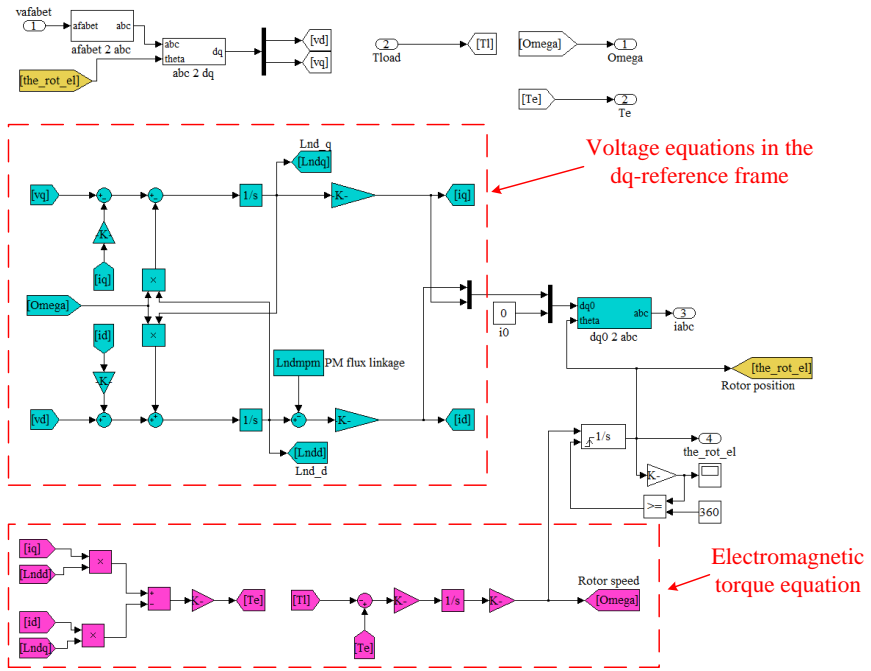 vafabet
1
afabet abc
afabet 2 abc
abc
theta
dq
abc 2 dq
[the_rot_el]
[vd]
[vq]
2
Tload
[Tl]
[Omega]
1
Omega
[Te]
2
Te
Voltage equations in the
dq-reference frame
Lnd_q
[Lndq]
[vq]
1/s
-K-
[iq]
-K-
[iq]
×
[Omega]
×
[id]
-K-
Lndmpm
PM flux linkage
[vd]
1/s
-K-
[id]
[Lndd]
Lnd_d
0
i0
dq0
theta
abc
dq0 2 abc
3
iabc
[the_rot_el]
Rotor position
1/s
4
the_rot_el
K-
>=
360
Electromagnetic
torque equation
[iq]
[Lndd]
×
[id]
[Lndq]
×
K-
[Te]
[Tl]
[Te]
K-
1/s
K-
Rotor speed
[Omega]